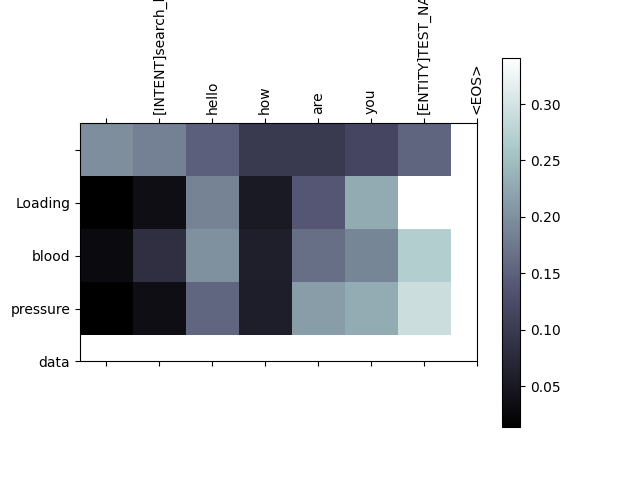 [INTENT]search_
hello
how
are
you
[ENTITY]TEST_NA
<EOS>
Loading
blood
pressure
data
0.30
0.25
0.20
0.15
0.10
0.05